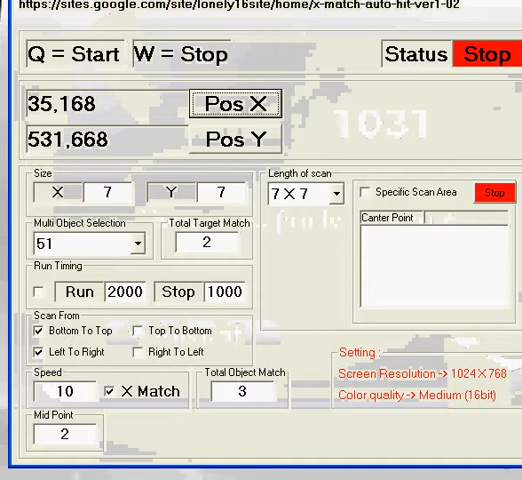 https://sites.google.com/site/lonely16site/home/x-match-auto-hit-ver1-02
Q = Start W = Stop Status Stop
35,168 Pos X
531,668 Pos Y
1031
Size
X 7 Y 7
Length of scan
7 X 7
Specific Scan Area Stop
Canter Point
Multi Object Selection
51
Total Target Match
2
Run Timing
Run 2000 Stop 1000
Scan From
Bottom To Top Top To Bottom
Left To Right Right To Left
Speed
10 X Match
Total Object Match
3
Setting :
Screen Resolution -> 1024X768
Color quality -> Medium (16bit)
Mid Point
2